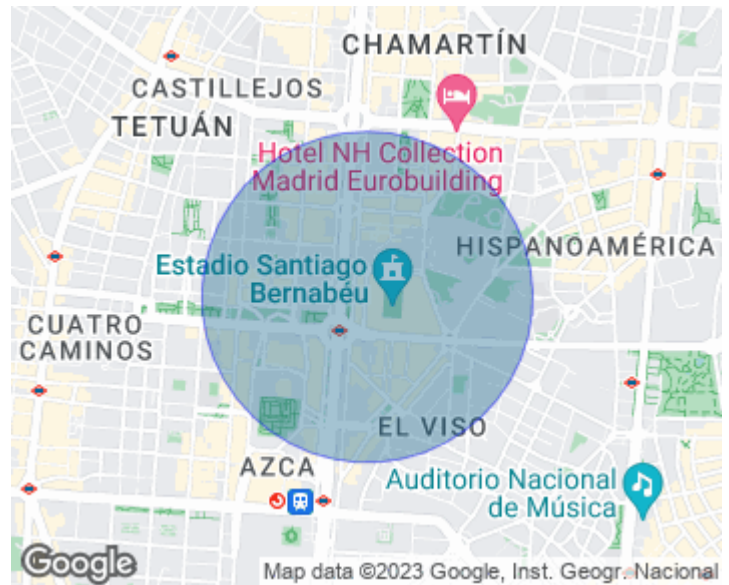 CHAMARTÍN
CASTILLEJOS
TETUÁN
Hotel NH Collection
Madrid Eurobuilding
HISPANOAMÉRICA
Estadio Santiago
Bernabéu
CUATRO
CAMINOS
EL VISO
AZCA
Auditorio Nacional
de Música
Google
Map data ©2023 Google, Inst. Geogr. Nacional